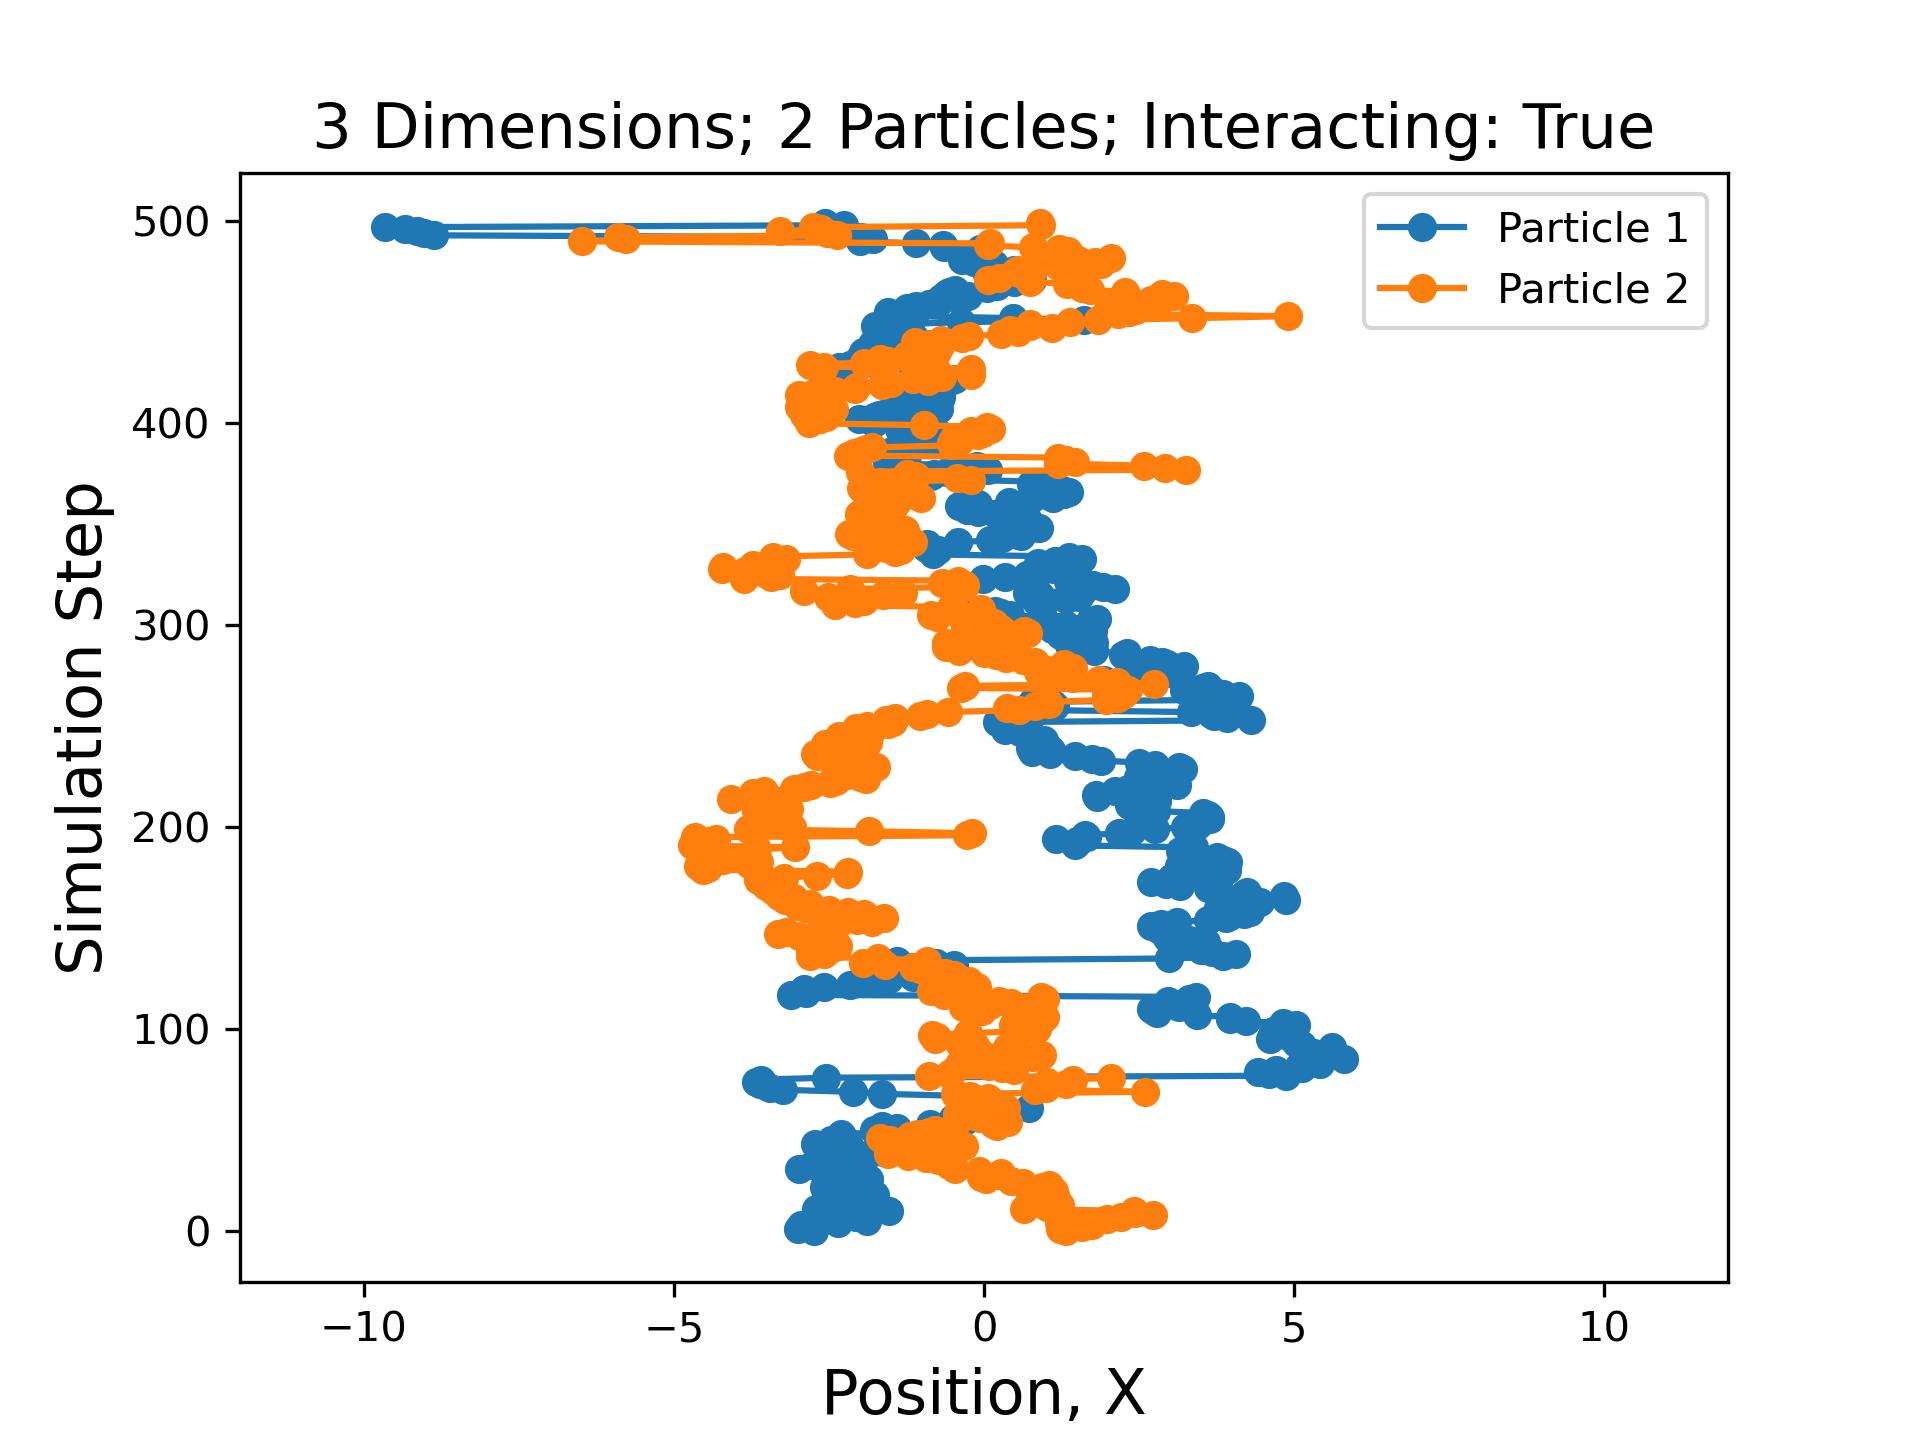 3 Dimensions; 2 Particles; Interacting: True
Particle 1
Particle 2
Simulation Step
500
400
300
200
100
0
−10 −5 0 5 10
Position, X